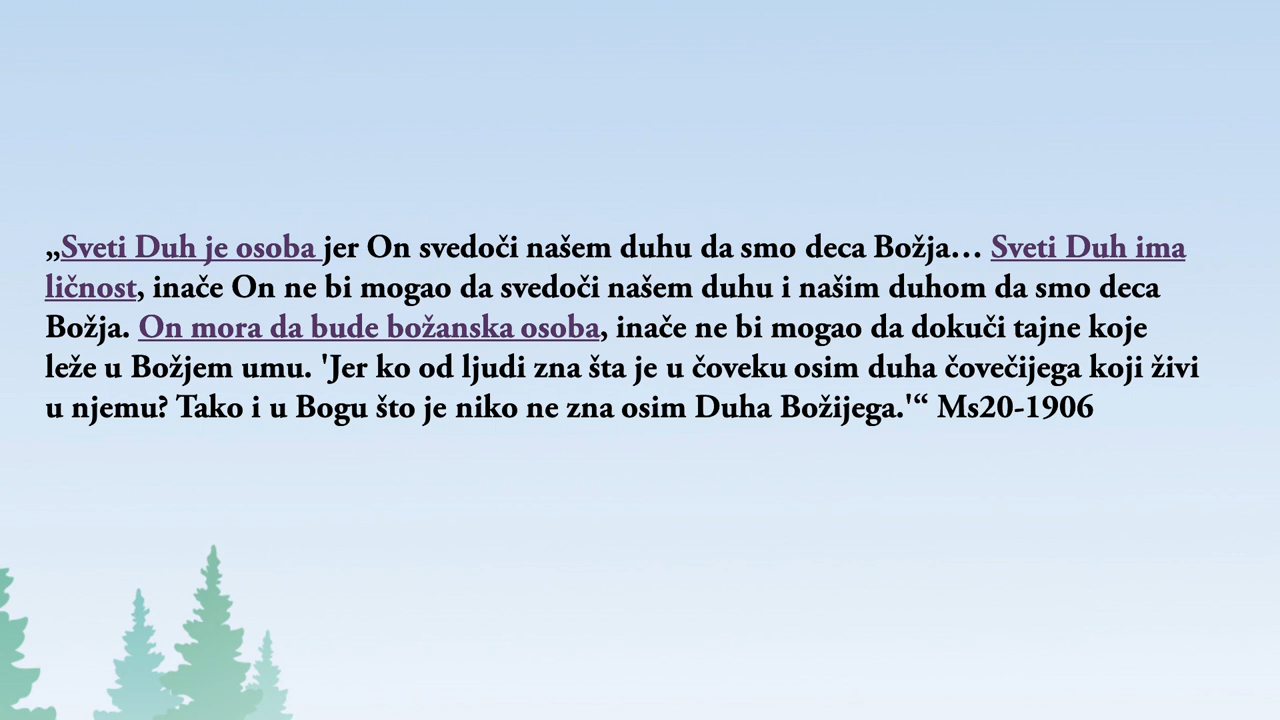 „Sveti Duh je osoba jer On svedoči našem duhu da smo deca Božja… Sveti Duh ima
ličnost, inače On ne bi mogao da svedoči našem duhu i našim duhom da smo deca
Božja. On mora da bude božanska osoba, inače ne bi mogao da dokuči tajne koje
leže u Božjem umu. 'Jer ko od ljudi zna šta je u čoveku osim duha čovečijega koji živi
u njemu? Tako i u Bogu što je niko ne zna osim Duha Božijega.'“ Ms20-1906